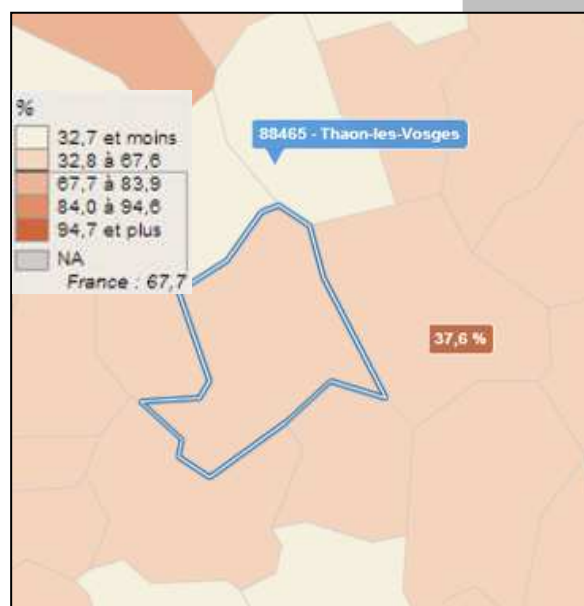 %
32,7 et moins
32,8 à 67,6
67,7 à 83,9
84,0 à 94,6
94,7 et plus
NA
France : 67,7
88465 - Thaon-les-Vosges
37,6 %